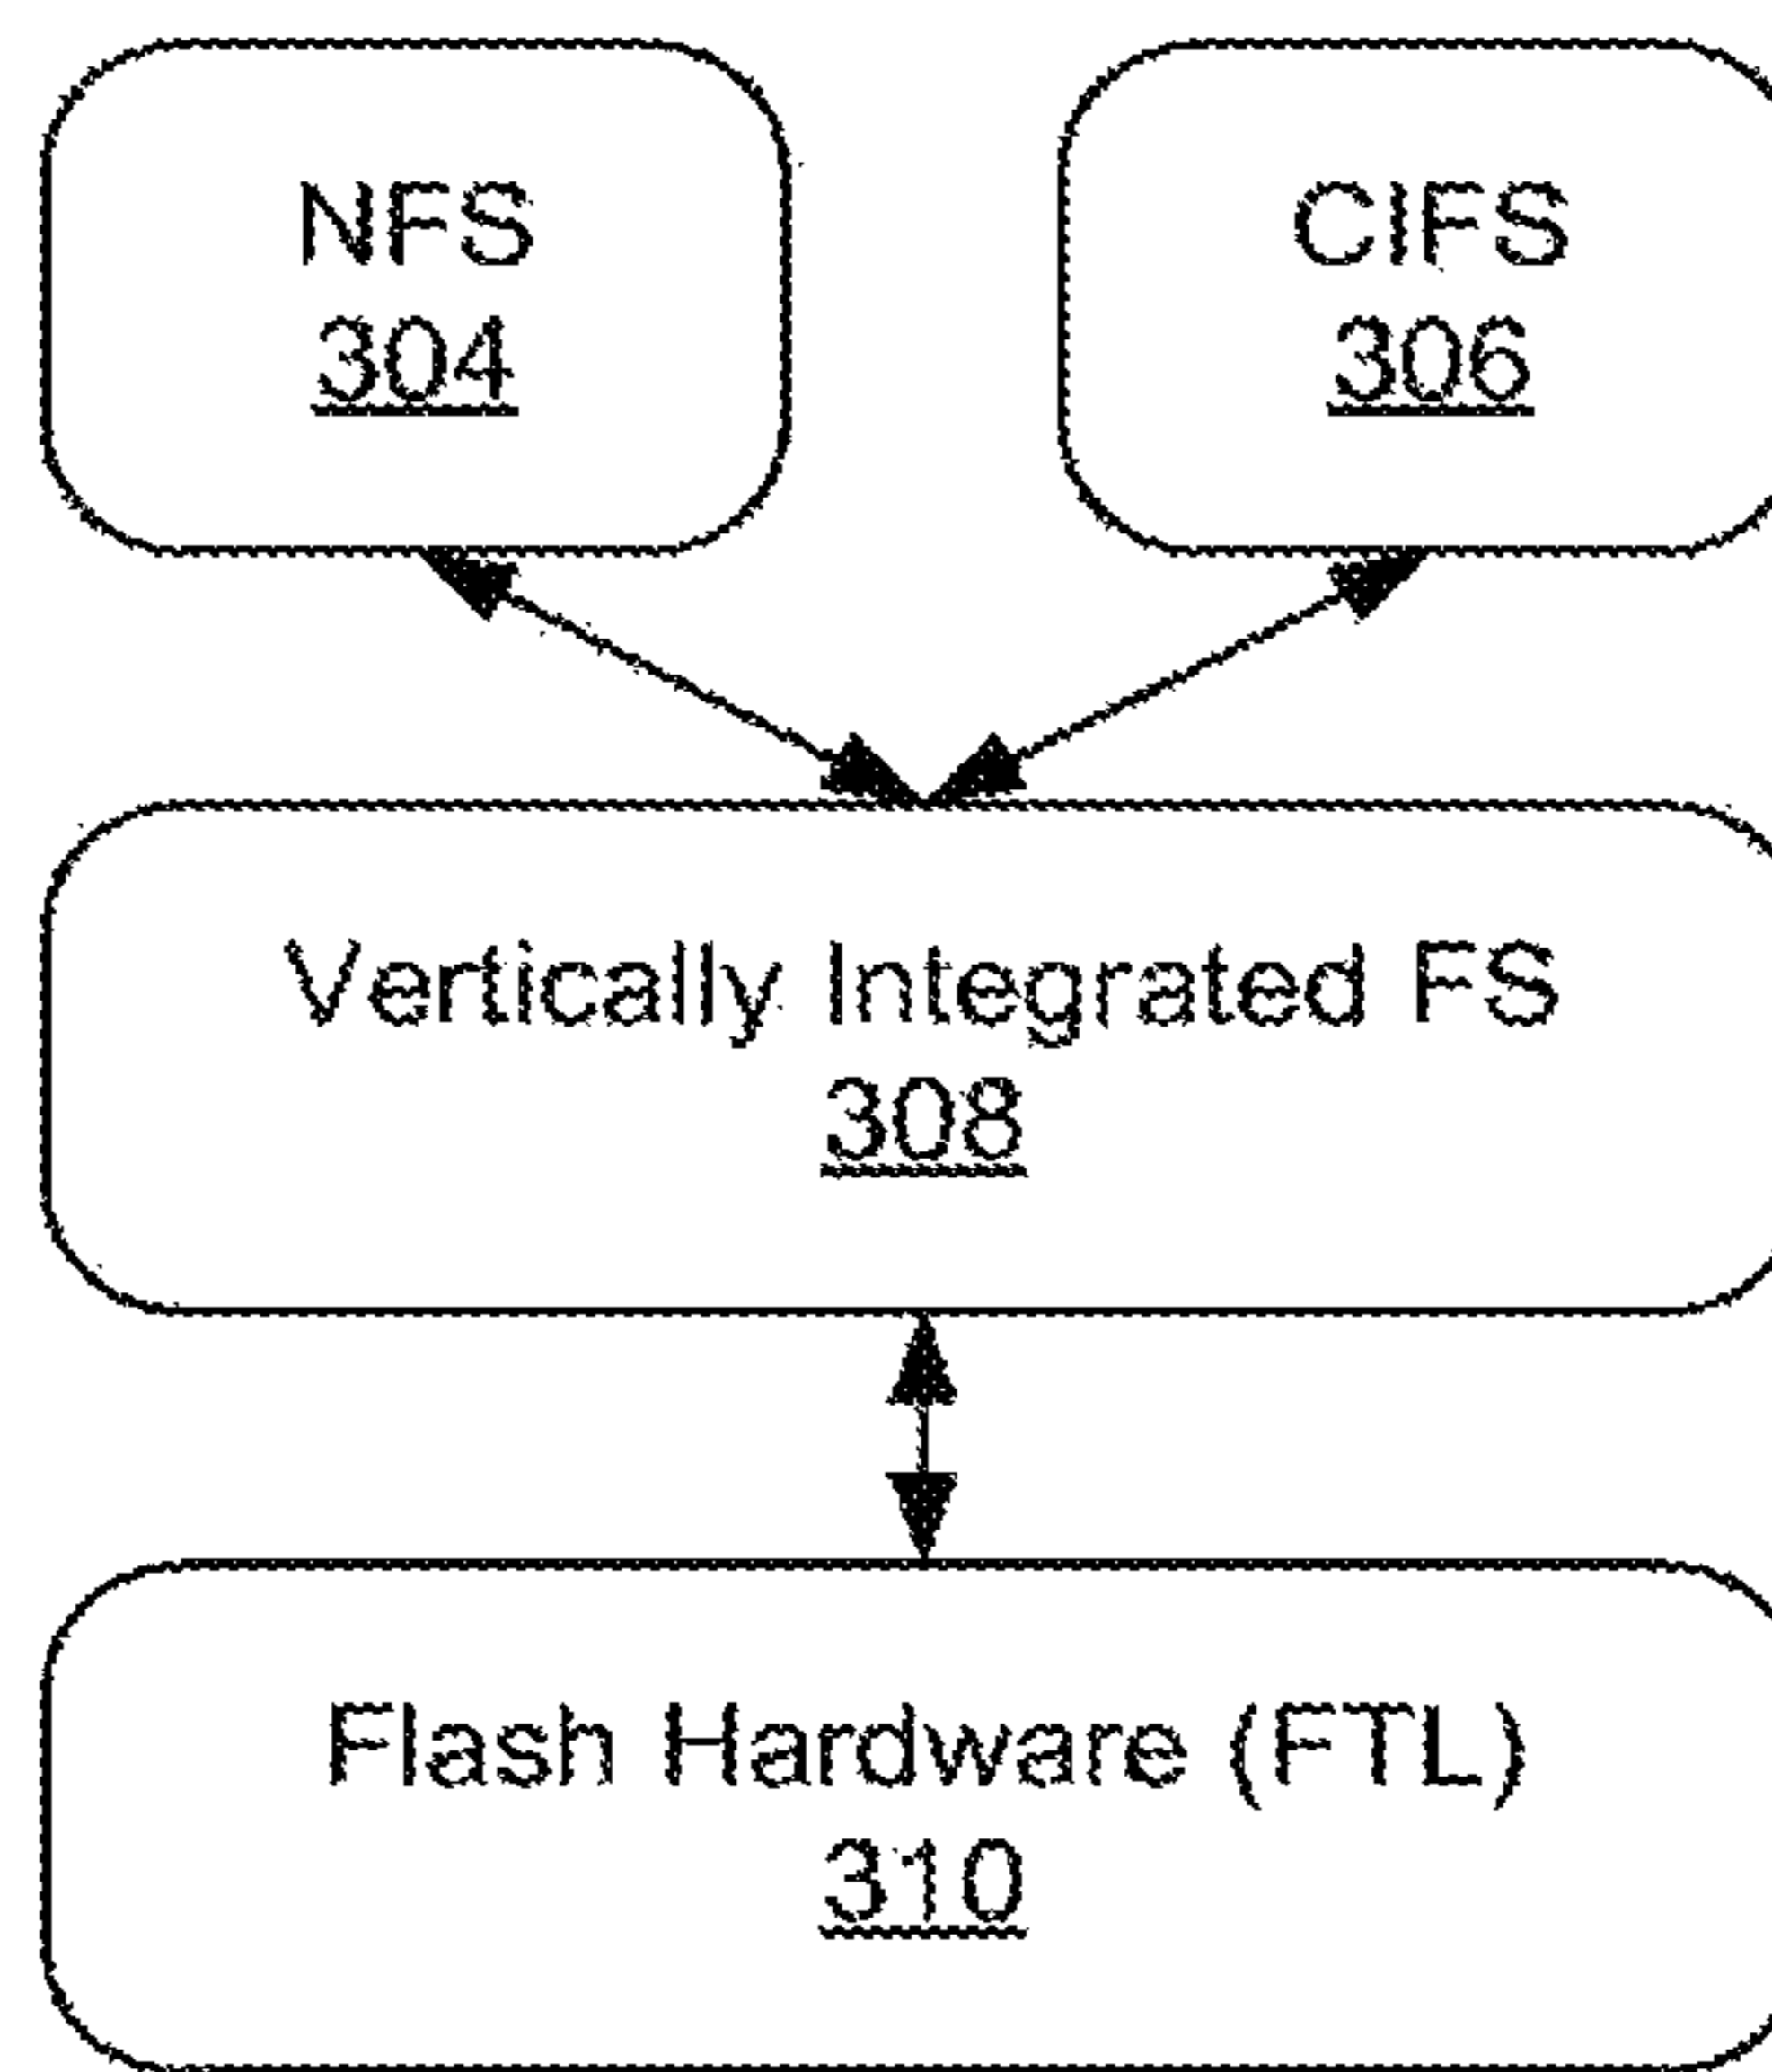 NFS
304
CIFS
306
Vertically Integrated FS
308
Flash Hardware (FTL)
310